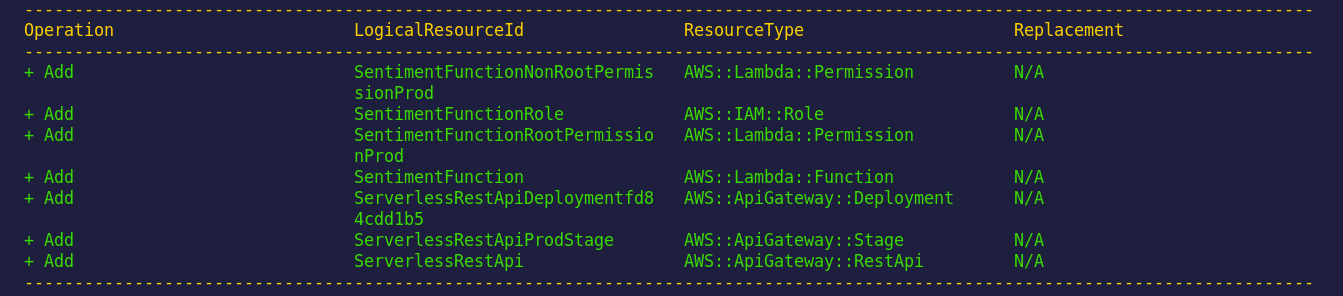 Operation LogicalResourceId ResourceType Replacement
+ Add SentimentFunctionNonRootPermis AWS::Lambda::Permission N/A
sionProd
+ Add SentimentFunctionRole AWS::IAM::Role N/A
+ Add SentimentFunctionRootPermissio AWS::Lambda::Permission N/A
nProd
+ Add SentimentFunction AWS::Lambda::Function N/A
+ Add ServerlessRestApiDeploymentfd8 AWS::ApiGateway::Deployment N/A
4cdd1b5
+ Add ServerlessRestApiProdStage AWS::ApiGateway::Stage N/A
+ Add ServerlessRestApi AWS::ApiGateway::RestApi N/A